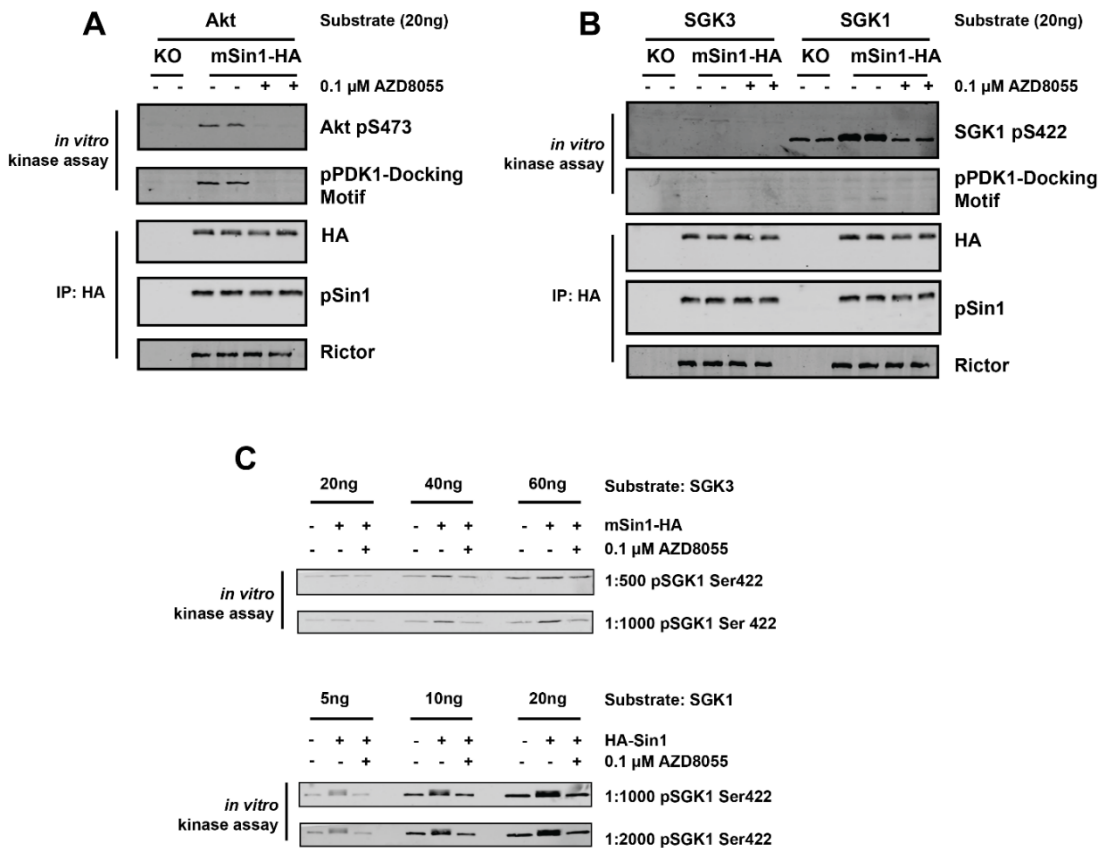 A
Akt
Substrate (20ng)
KO
mSin1-HA
- - - - + +
0.1 µM AZD8055
in vitro
kinase assay
Akt pS473
pPDK1-Docking
Motif
IP: HA
HA
pSin1
Rictor
B
SGK3
SGK1
Substrate (20ng)
KO
mSin1-HA
KO
mSin1-HA
- - - - + + - - - - + +
0.1 µM AZD8055
in vitro
kinase assay
SGK1 pS422
pPDK1-Docking
Motif
IP: HA
HA
pSin1
Rictor
C
20ng
40ng
60ng
Substrate: SGK3
- + + - + + - + +
mSin1-HA
- - + - - + - - +
0.1 µM AZD8055
in vitro
kinase assay
1:500 pSGK1 Ser422
1:1000 pSGK1 Ser 422
5ng
10ng
20ng
Substrate: SGK1
- + + - + + - + +
HA-Sin1
- - + - - + - - +
0.1 µM AZD8055
in vitro
kinase assay
1:1000 pSGK1 Ser422
1:2000 pSGK1 Ser422